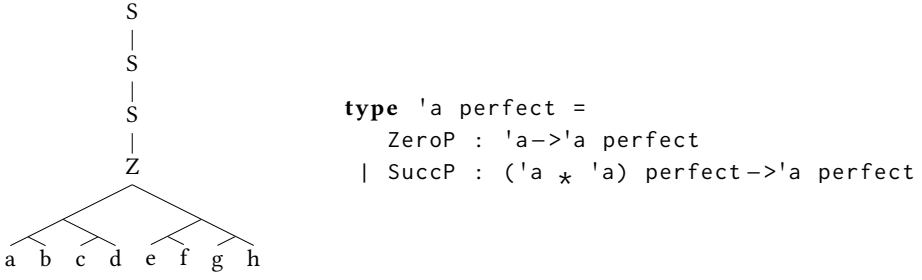 S
S
S
Z
a b c d e f g h
type 'a perfect =
ZeroP : 'a−>'a perfect
| SuccP : ('a * 'a) perfect−>'a perfect